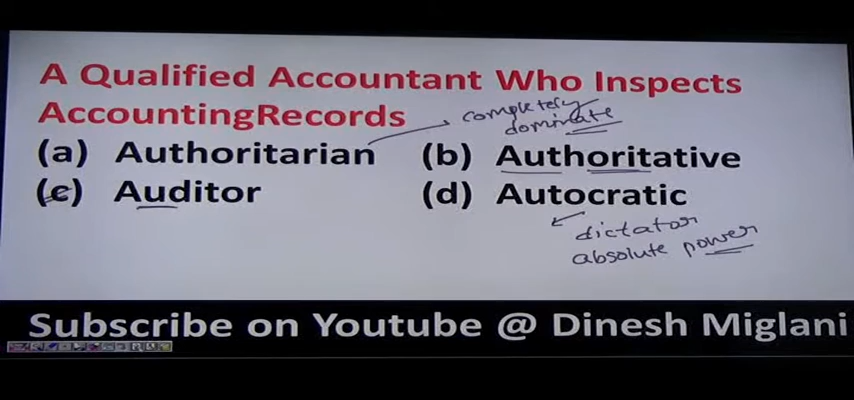 A Qualified Accountant Who Inspects
AccountingRecords
completely
dominate
(a) Authoritarian (b) Authoritative
(c) Auditor (d) Autocratic
dictator
absolute power
Subscribe on Youtube @ Dinesh Miglani